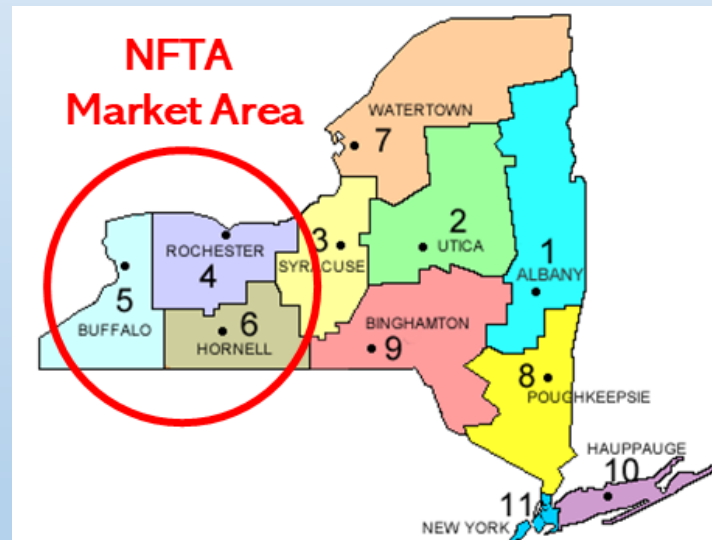 NFTA
Market Area
WATERTOWN
7
2
UTICA
ROCHESTER
4
3
SYRACUSE
1
ALBANY
5
BUFFALO
6
HORNELL
BINGHAMTON
9
8
POUGHKEEPSIE
HAUPPAUGE
10
11
NEW YORK